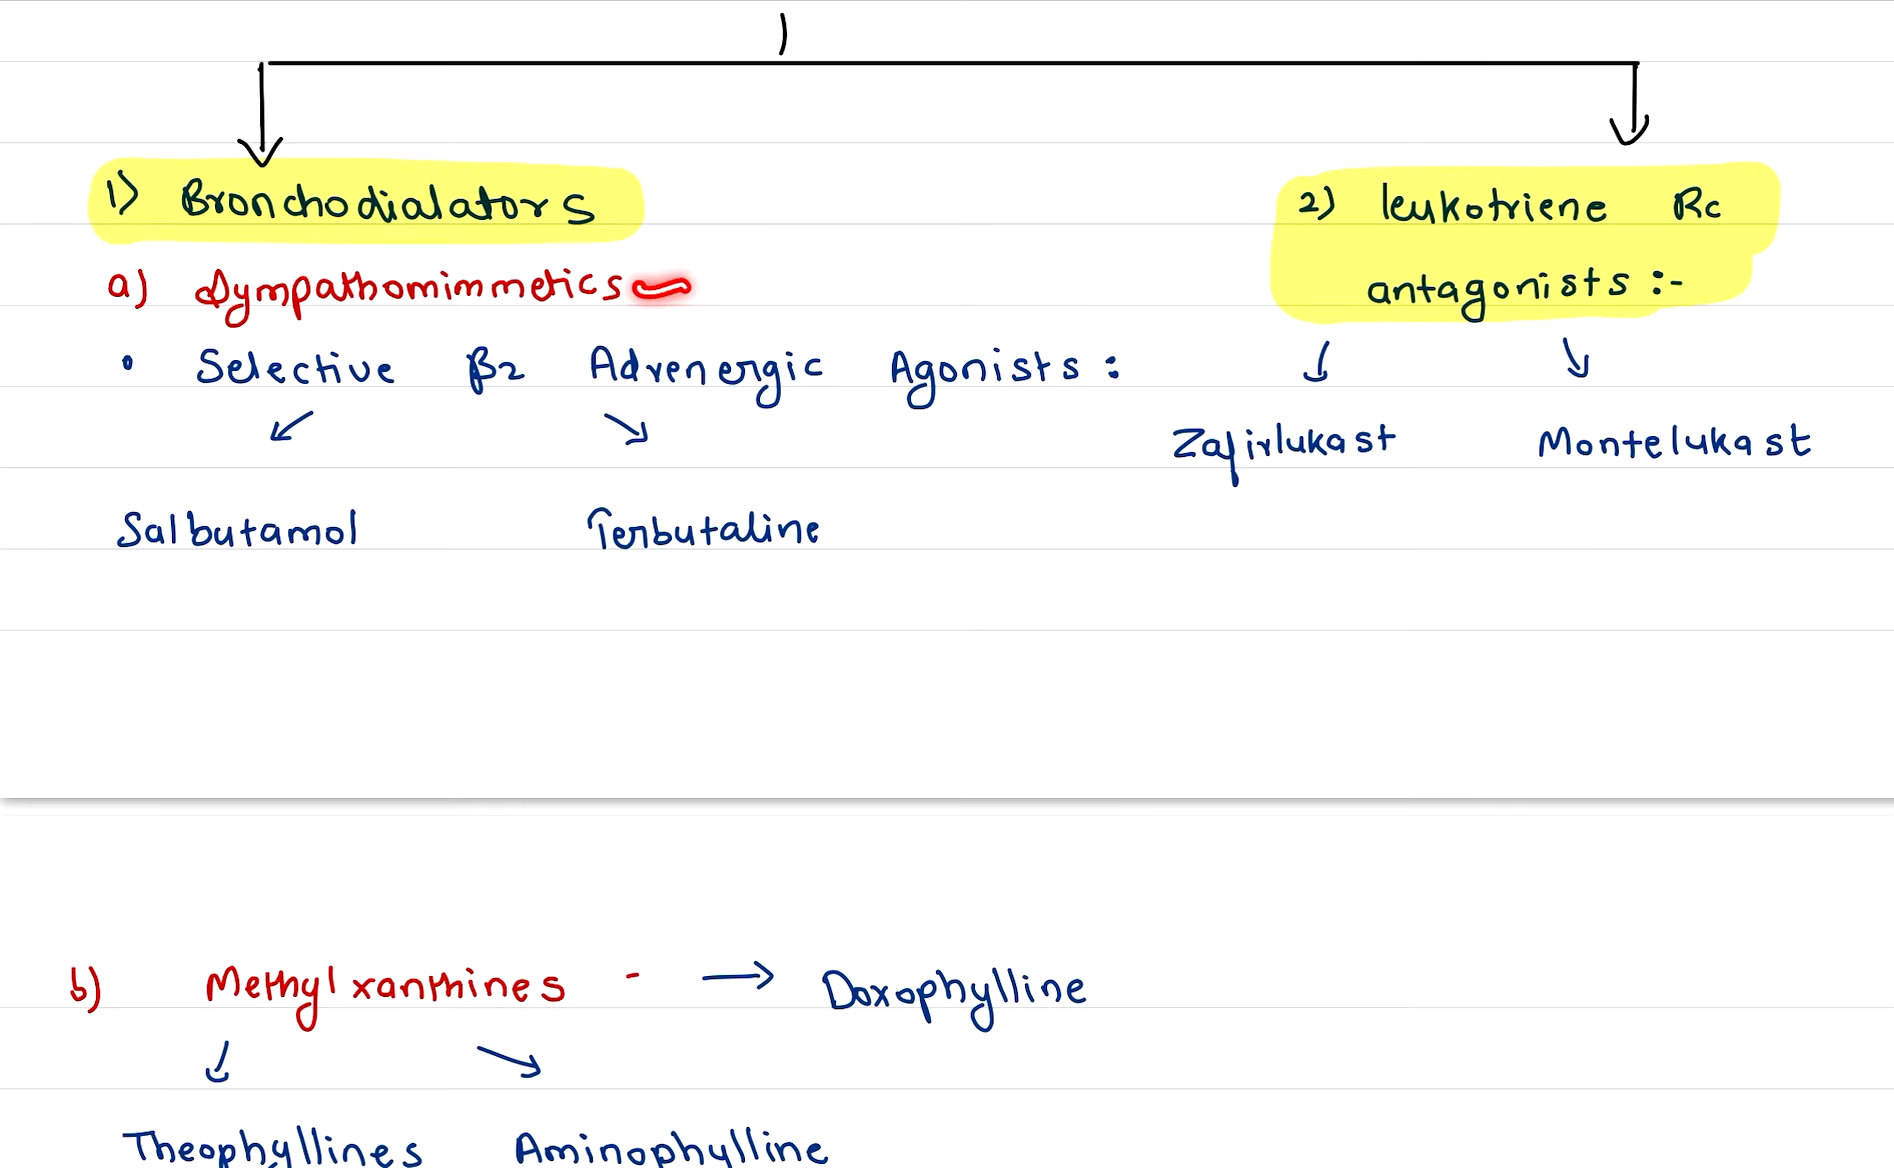 1) Bronchodialators
2) leukotriene Rc
antagonists :-
a) Sympathomimmetics
• Selective β2 Adrenergic Agonists :
Zafirlukast Montelukast
Salbutamol Terbutaline
b) Methylxanthines - → Doxophylline
Theophyllines Aminophylline